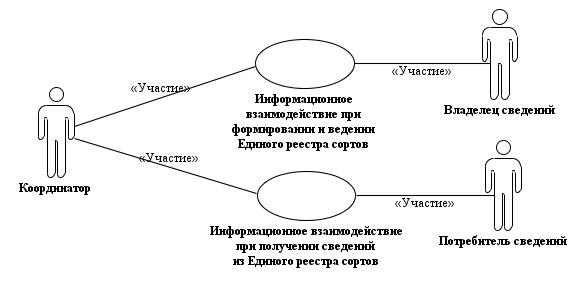 «Участие»
«Участие»
Информационное
взаимодействие при
формировании и ведении
Единого реестра сортов
Владелец сведений
Координатор
«Участие»
«Участие»
Информационное взаимодействие
при получении сведений
из Единого реестра сортов
Потребитель сведений